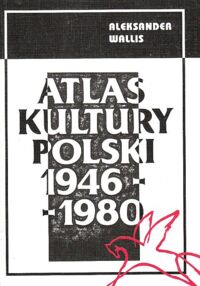 ALEKSANDER
WALLIS
ATLAS
KULTURY
POLSKI
1946-
-1980